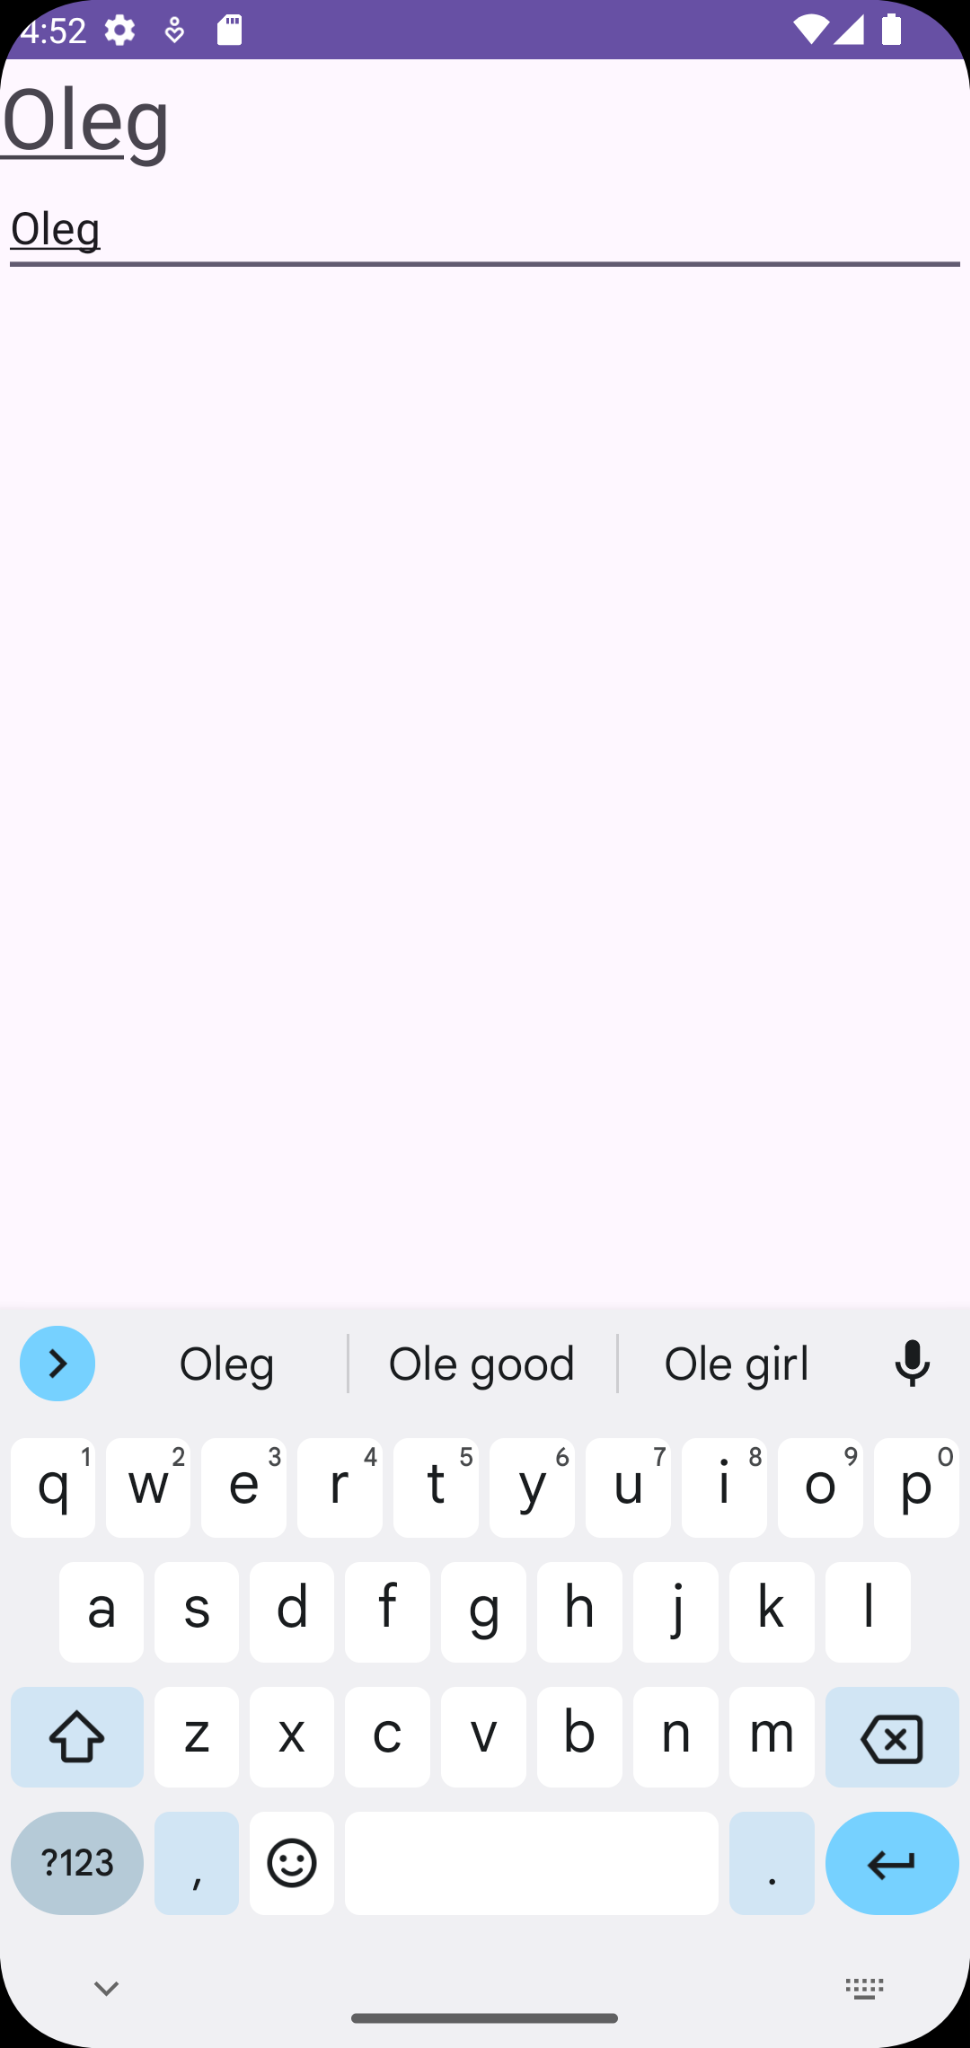 4:52
Oleg
Oleg
Oleg Ole good Ole girl
q 1 w 2 e 3 r 4 t 5 y 6 u 7 i 8 o 9 p 0
a s d f g h j k l
z x c v b n m
?123 , .